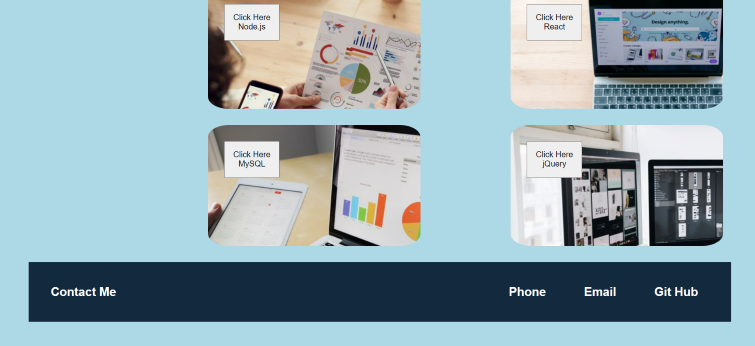 Click Here
Node.js
Click Here
React
Design anything.
Click Here
MySQL
Click Here
jQuery
Contact Me
Phone
Email
Git Hub